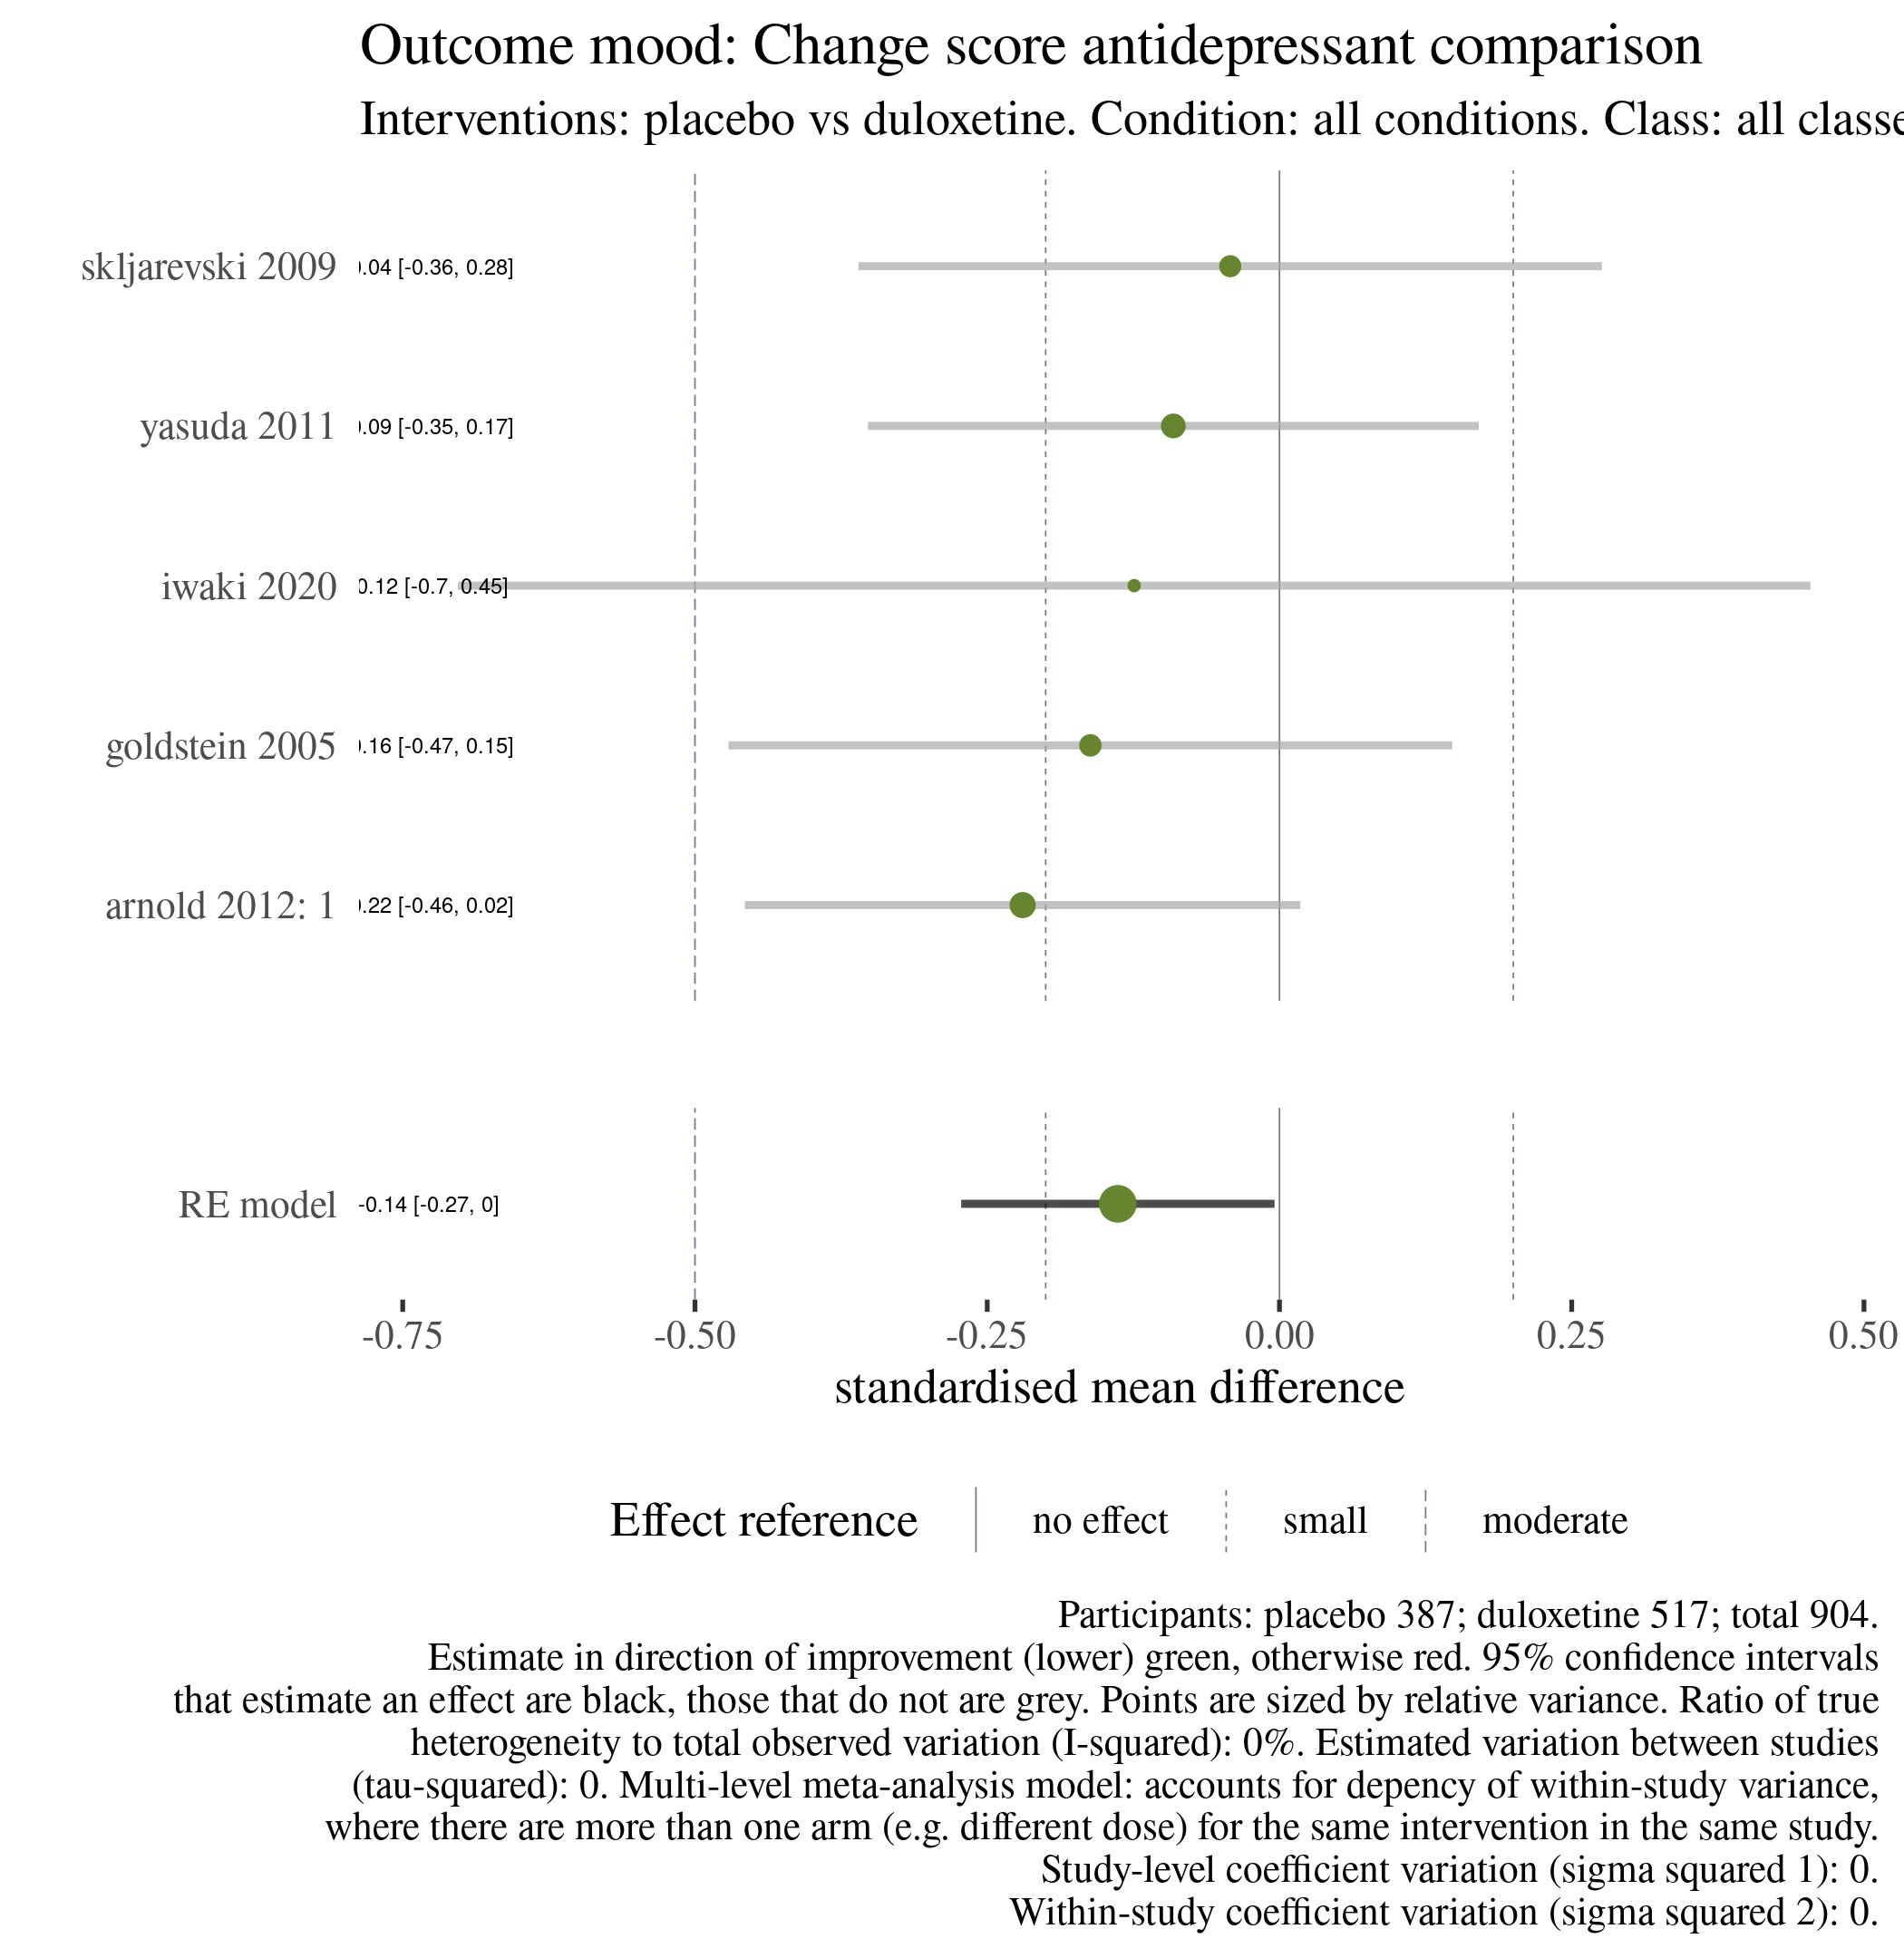 Outcome mood: Change score antidepressant comparison
Interventions: placebo vs duloxetine. Condition: all conditions. Class: all classe
skljarevski 2009 .04 [-0.36, 0.28]
yasuda 2011 .09 [-0.35, 0.17]
iwaki 2020 0.12 [-0.7, 0.45]
goldstein 2005 .16 [-0.47, 0.15]
arnold 2012: 1 .22 [-0.46, 0.02]
RE model -0.14 [-0.27, 0]
-0.75 -0.50 -0.25 0.00 0.25 0.50
standardised mean difference
Effect reference no effect small moderate
Participants: placebo 387; duloxetine 517; total 904.
Estimate in direction of improvement (lower) green, otherwise red. 95% confidence intervals
that estimate an effect are black, those that do not are grey. Points are sized by relative variance. Ratio of true
heterogeneity to total observed variation (I-squared): 0%. Estimated variation between studies
(tau-squared): 0. Multi-level meta-analysis model: accounts for depency of within-study variance,
where there are more than one arm (e.g. different dose) for the same intervention in the same study.
Study-level coefficient variation (sigma squared 1): 0.
Within-study coefficient variation (sigma squared 2): 0.